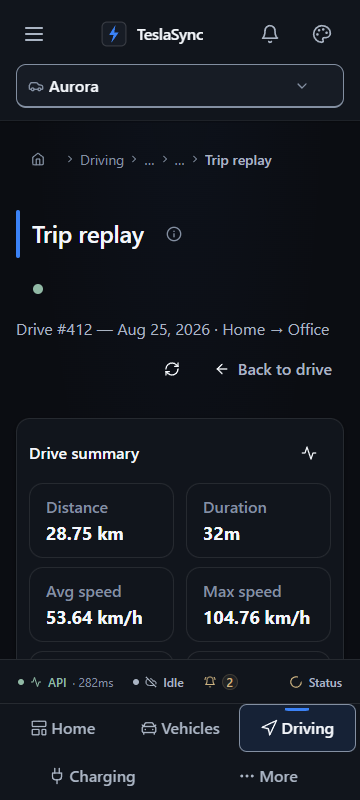 TeslaSync
Aurora
Driving ... ... Trip replay
Trip replay
Drive #412 — Aug 25, 2026 · Home → Office
Back to drive
Drive summary
Distance Duration
28.75 km 32m
Avg speed Max speed
53.64 km/h 104.76 km/h
API · 282ms Idle 2 Status
Home Vehicles Driving
Charging ··· More